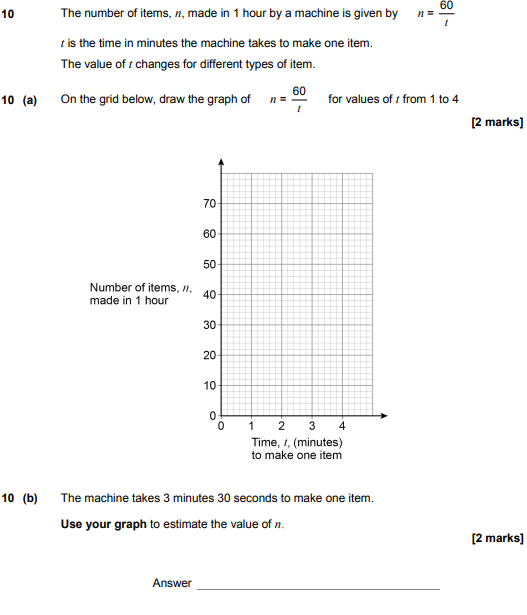 10 The number of items, n, made in 1 hour by a machine is given by n = 60/t
t is the time in minutes the machine takes to make one item.
The value of t changes for different types of item.
10 (a) On the grid below, draw the graph of n = 60/t for values of t from 1 to 4
[2 marks]
70
60
50
Number of items, n,
made in 1 hour
40
30
20
10
0
0 1 2 3 4
Time, t, (minutes)
to make one item
10 (b) The machine takes 3 minutes 30 seconds to make one item.
Use your graph to estimate the value of n.
[2 marks]
Answer